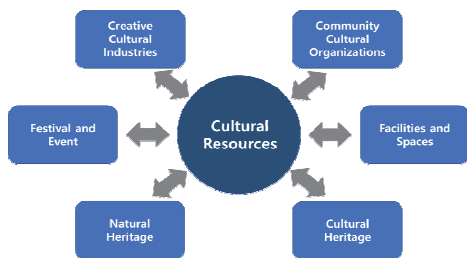 Creative
Cultural
Industries
Community
Cultural
Organizations
Festival and
Event
Cultural
Resources
Facilities and
Spaces
Natural
Heritage
Cultural
Heritage